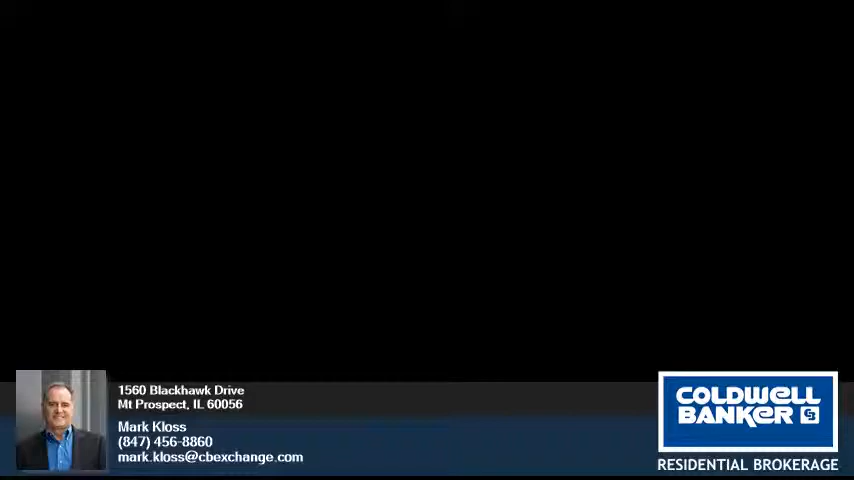 1560 Blackhawk Drive
Mt Prospect, IL 60056
Mark Kloss
(847) 456-8860
mark.kloss@cbexchange.com
COLDWELL
BANKER CB
RESIDENTIAL BROKERAGE